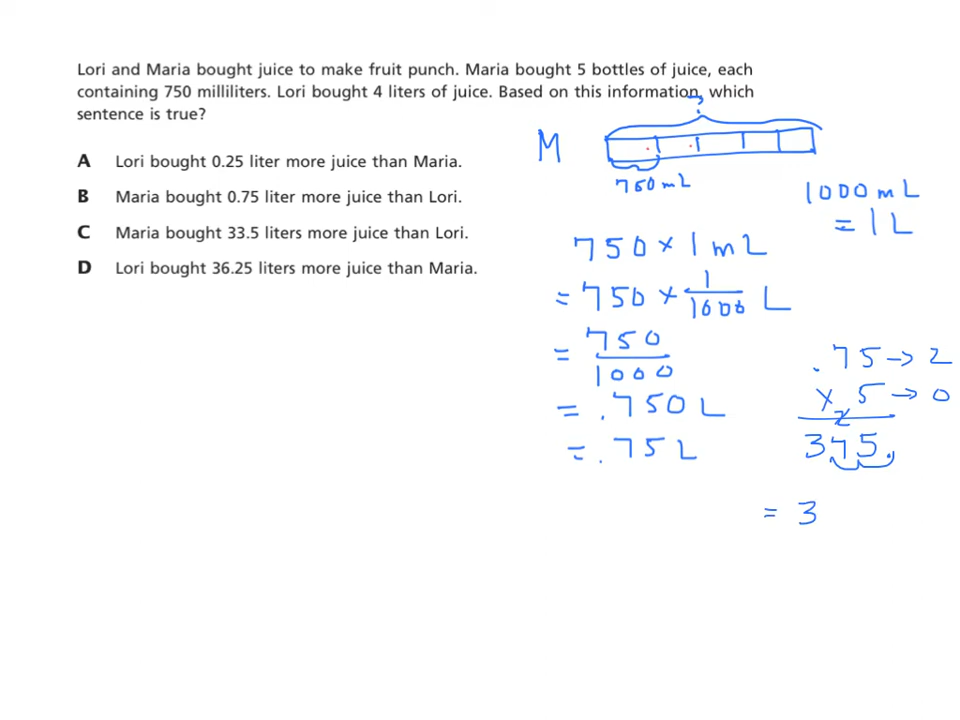 Lori and Maria bought juice to make fruit punch. Maria bought 5 bottles of juice, each
containing 750 milliliters. Lori bought 4 liters of juice. Based on this information, which
sentence is true?
A Lori bought 0.25 liter more juice than Maria.
B Maria bought 0.75 liter more juice than Lori.
C Maria bought 33.5 liters more juice than Lori.
D Lori bought 36.25 liters more juice than Maria.
?
M
750 mL
1000 mL
= 1 L
750 × 1 mL
= 750 × 1/1000 L
= 750/1000
= .750 L
= .75 L
.75 → 2
× 5 → 0
2
375.
= 3